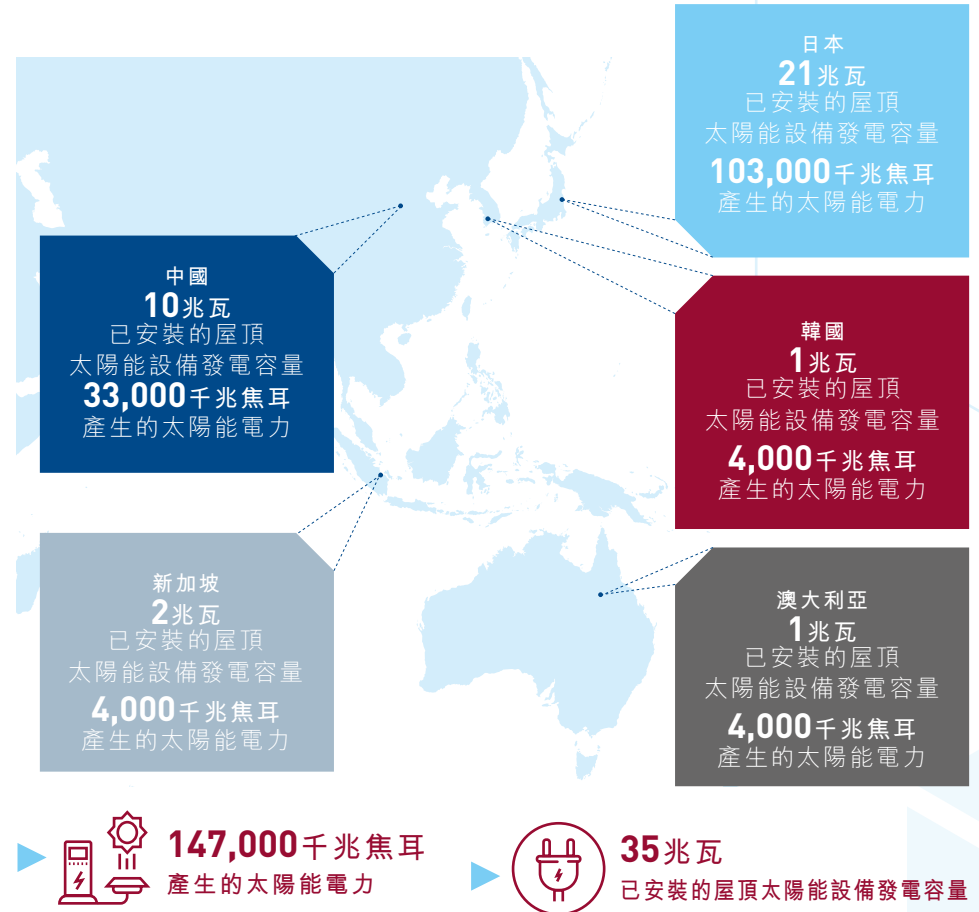 日本
21兆瓦
已安裝的屋頂
太陽能設備發電容量
103,000千兆焦耳
產生的太陽能電力
中國
10兆瓦
已安裝的屋頂
太陽能設備發電容量
33,000千兆焦耳
產生的太陽能電力
韓國
1兆瓦
已安裝的屋頂
太陽能設備發電容量
4,000千兆焦耳
產生的太陽能電力
新加坡
2兆瓦
已安裝的屋頂
太陽能設備發電容量
4,000千兆焦耳
產生的太陽能電力
澳大利亞
1兆瓦
已安裝的屋頂
太陽能設備發電容量
4,000千兆焦耳
產生的太陽能電力
147,000千兆焦耳
產生的太陽能電力
35兆瓦
已安裝的屋頂太陽能設備發電容量